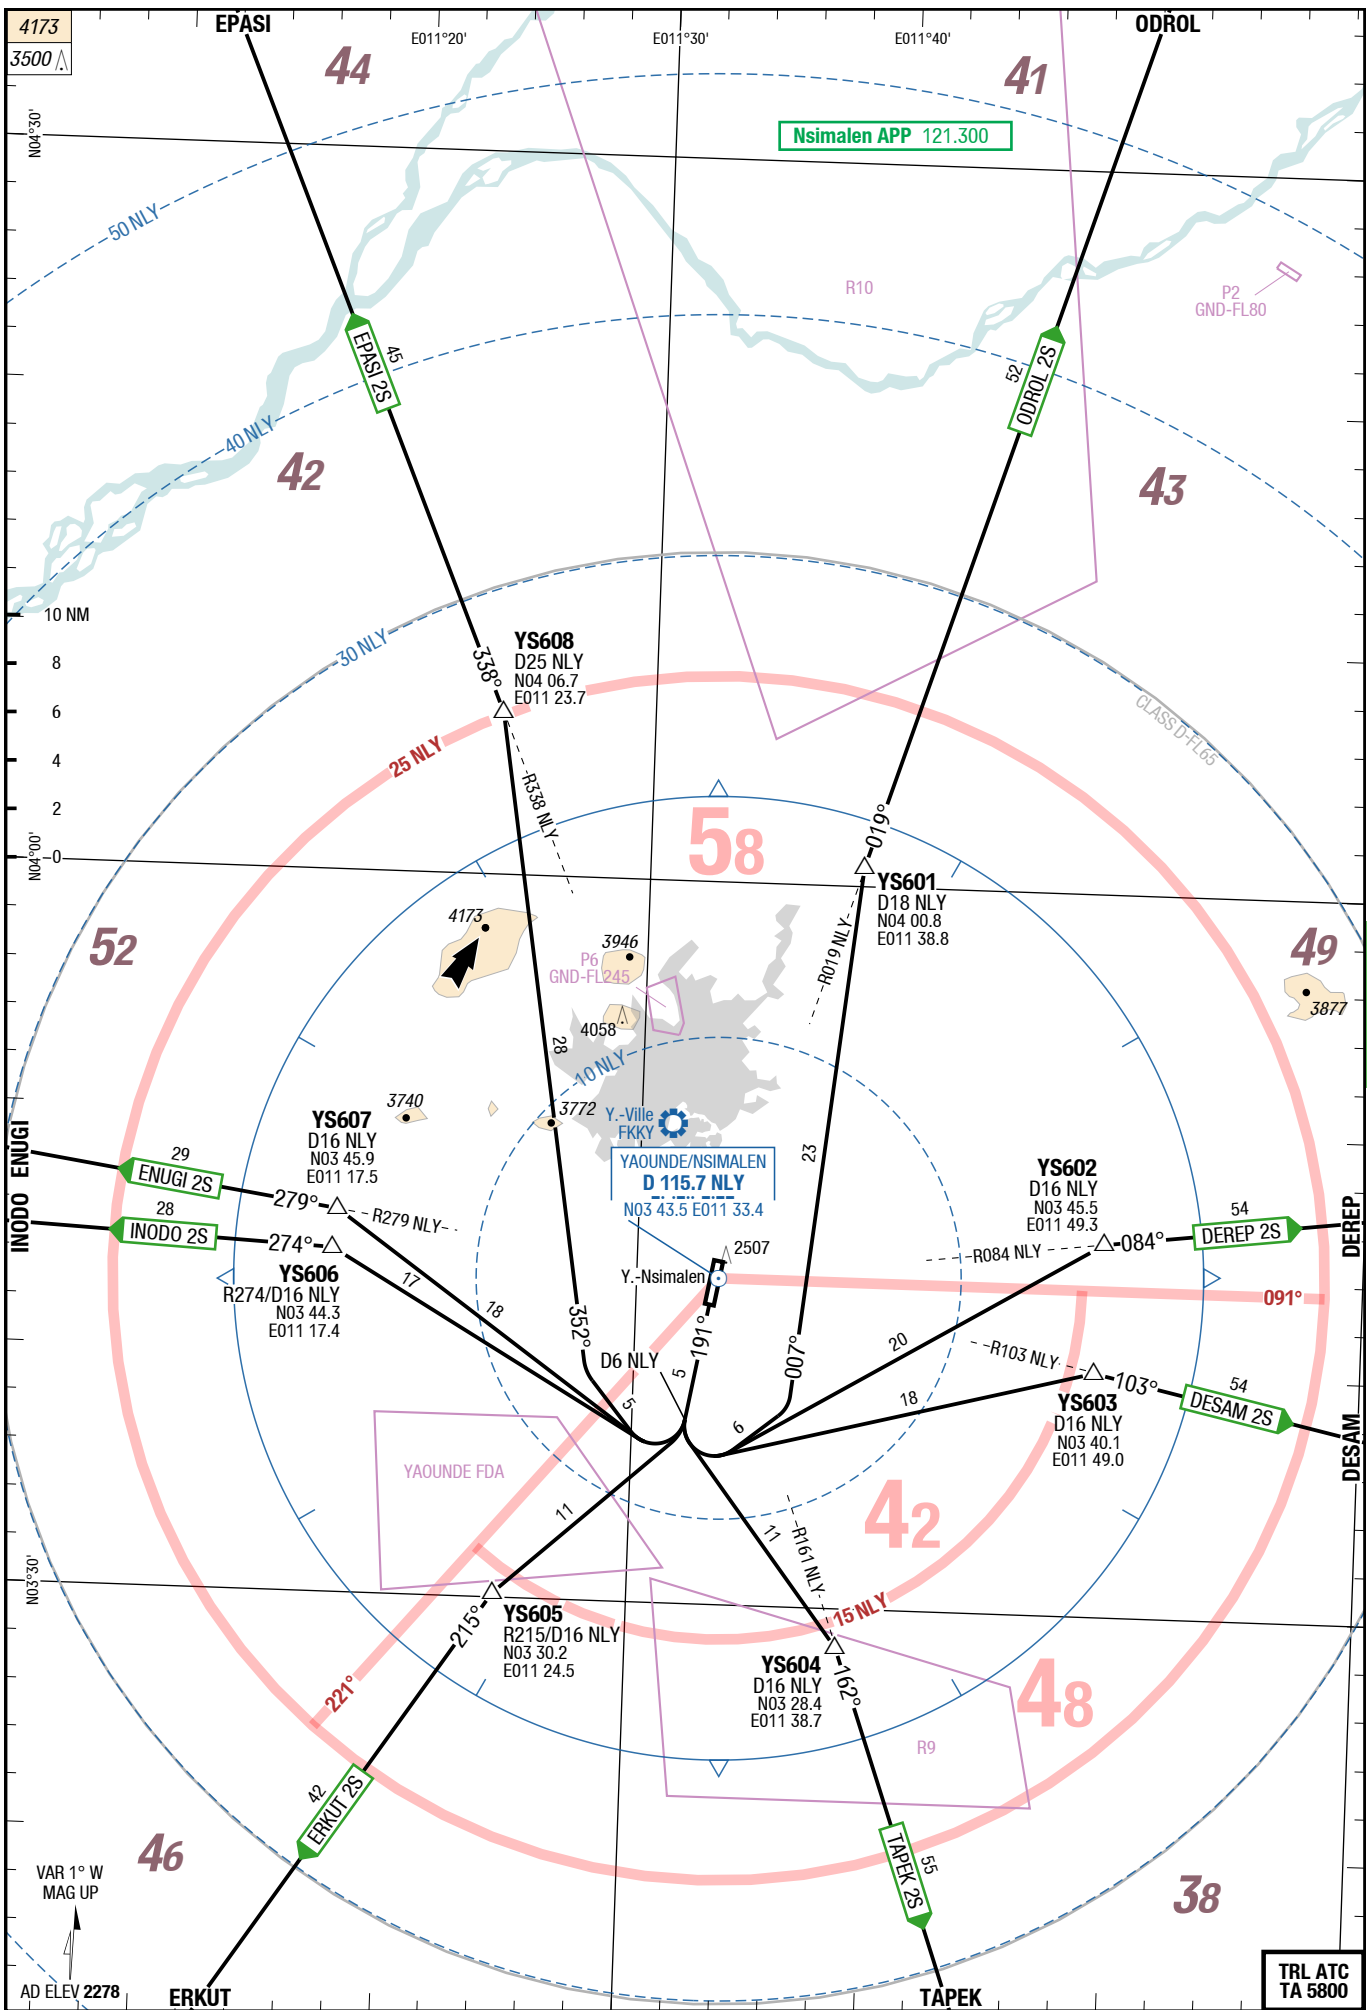 4173
3500
EPASI
E011°20'
E011°30'
E011°40'
ODROL
44
41
N04°30'
Nsimalen APP 121.300
50 NLY
R10
P2
GND-FL80
EPASI 2S
45
ODROL 2S
52
40 NLY
42
43
10 NM
8
6
4
2
0
30 NLY
338°
YS608
D25 NLY
N04 06.7
E011 23.7
25 NLY
CLASS D-FL65
R338 NLY
58
019°
N04°00'
YS601
D18 NLY
N04 00.8
E011 38.8
R019 NLY
52
4173
3946
P6
GND-FL245
4058
49
3877
28
10 NLY
3740
3772
Y.-Ville
FKKY
23
YS607
D16 NLY
N03 45.9
E011 17.5
YAOUNDE/NSIMALEN
D 115.7 NLY
N03 43.5 E011 33.4
YS602
D16 NLY
N03 45.5
E011 49.3
ENUGI
29
ENUGI 2S
279°
R279 NLY
INODO
28
INODO 2S
274°
YS606
R274/D16 NLY
N03 44.3
E011 17.4
17
18
2507
Y.-Nsimalen
R084 NLY
084°
54
DEREP 2S
DEREP
091°
352°
D6 NLY
191°
5
007°
20
R103 NLY
103°
54
DESAM 2S
DESAM
YS603
D16 NLY
N03 40.1
E011 49.0
18
5
6
YAOUNDE FDA
11
11
R161 NLY
42
N03°30'
15 NLY
YS605
R215/D16 NLY
N03 30.2
E011 24.5
215°
221°
YS604
D16 NLY
N03 28.4
E011 38.7
162°
48
R9
42
ERKUT 2S
46
TAPEK 2S
55
38
VAR 1° W
MAG UP
AD ELEV 2278
ERKUT
TAPEK
TRL ATC
TA 5800